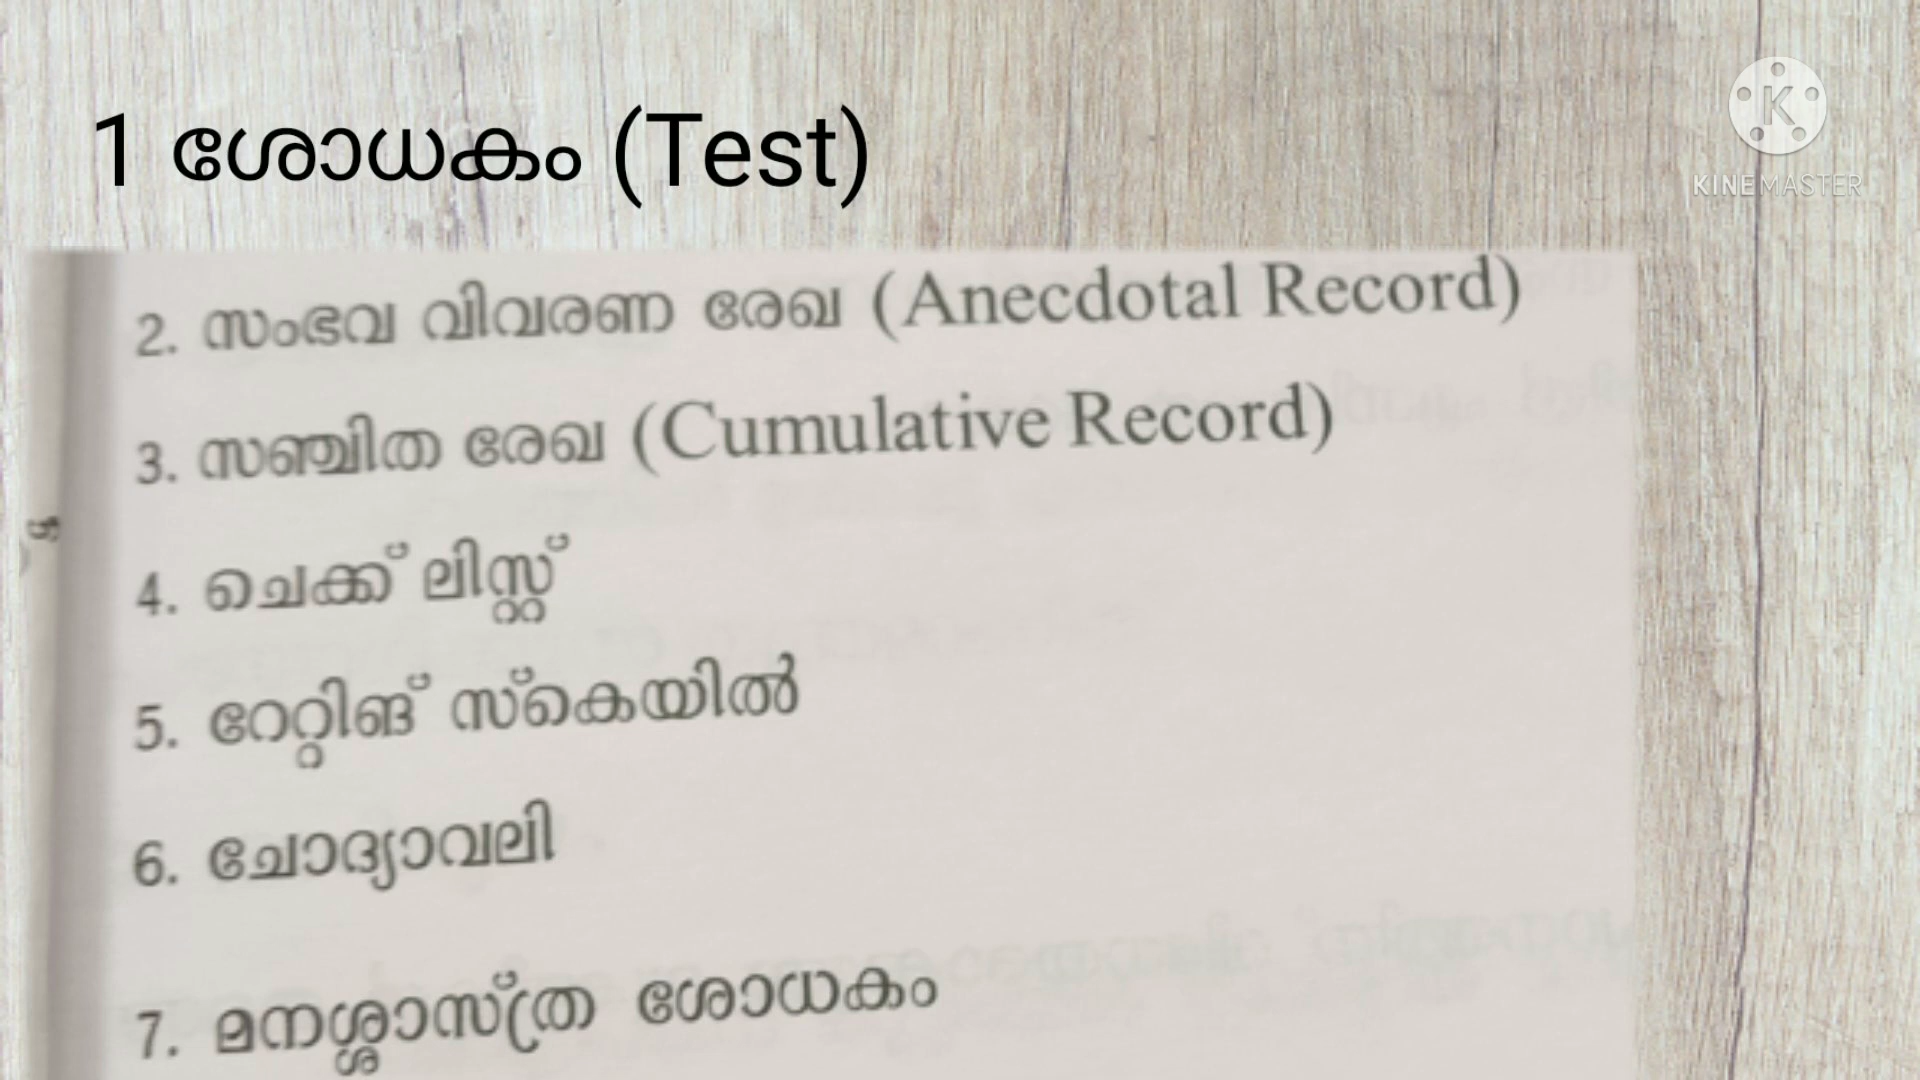 1 ശോധകം (Test)
KINEMASTER
2. സംഭവ വിവരണ രേഖ (Anecdotal Record)
3. സഞ്ചിത രേഖ (Cumulative Record)
4. ചെക്ക് ലിസ്റ്റ്
5. റേറ്റിങ് സ്കെയിൽ
6. ചോദ്യാവലി
7. മനശ്ശാസ്ത്ര ശോധകം